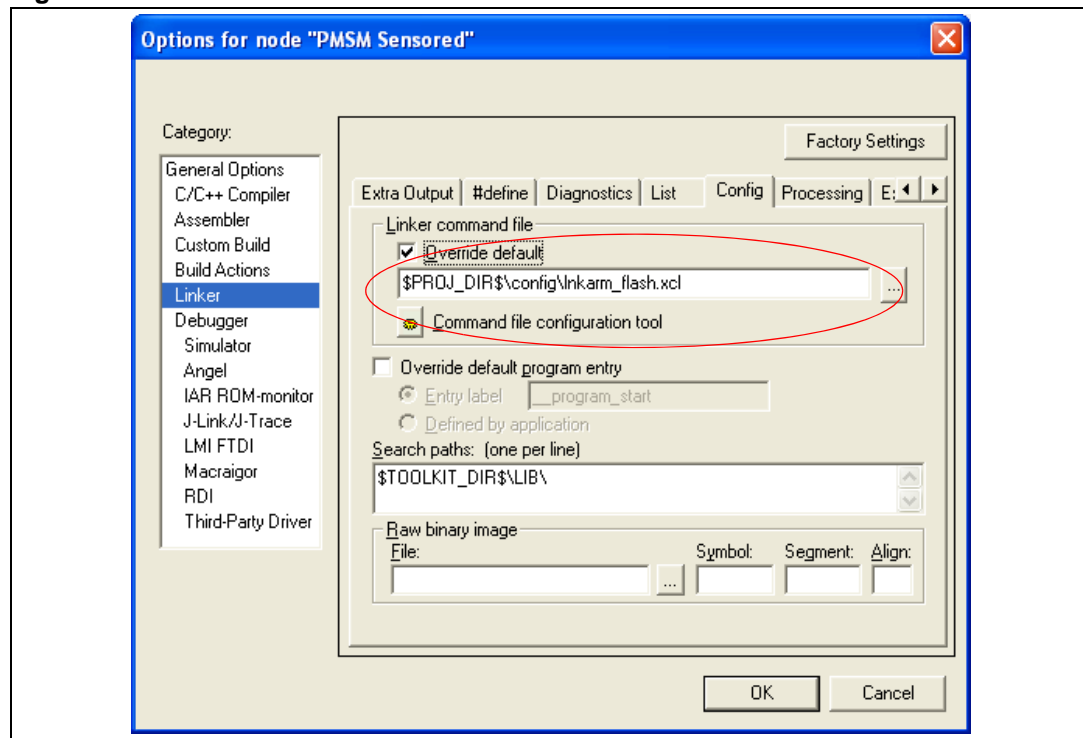 Options for node "PMSM Sensored"
Category:
General Options
C/C++ Compiler
Assembler
Custom Build
Build Actions
Linker
Debugger
Simulator
Angel
IAR ROM-monitor
J-Link/J-Trace
LMI FTDI
Macraigor
RDI
Third-Party Driver
Factory Settings
Extra Output #define Diagnostics List Config Processing E:
Linker command file
Override default
$PROJ_DIR$\config\lnkarm_flash.xcl
...
Command file configuration tool
Override default program entry
Entry label __program_start
Defined by application
Search paths: (one per line)
$TOOLKIT_DIR$\LIB\
Raw binary image
File: Symbol: Segment: Align:
...
OK Cancel